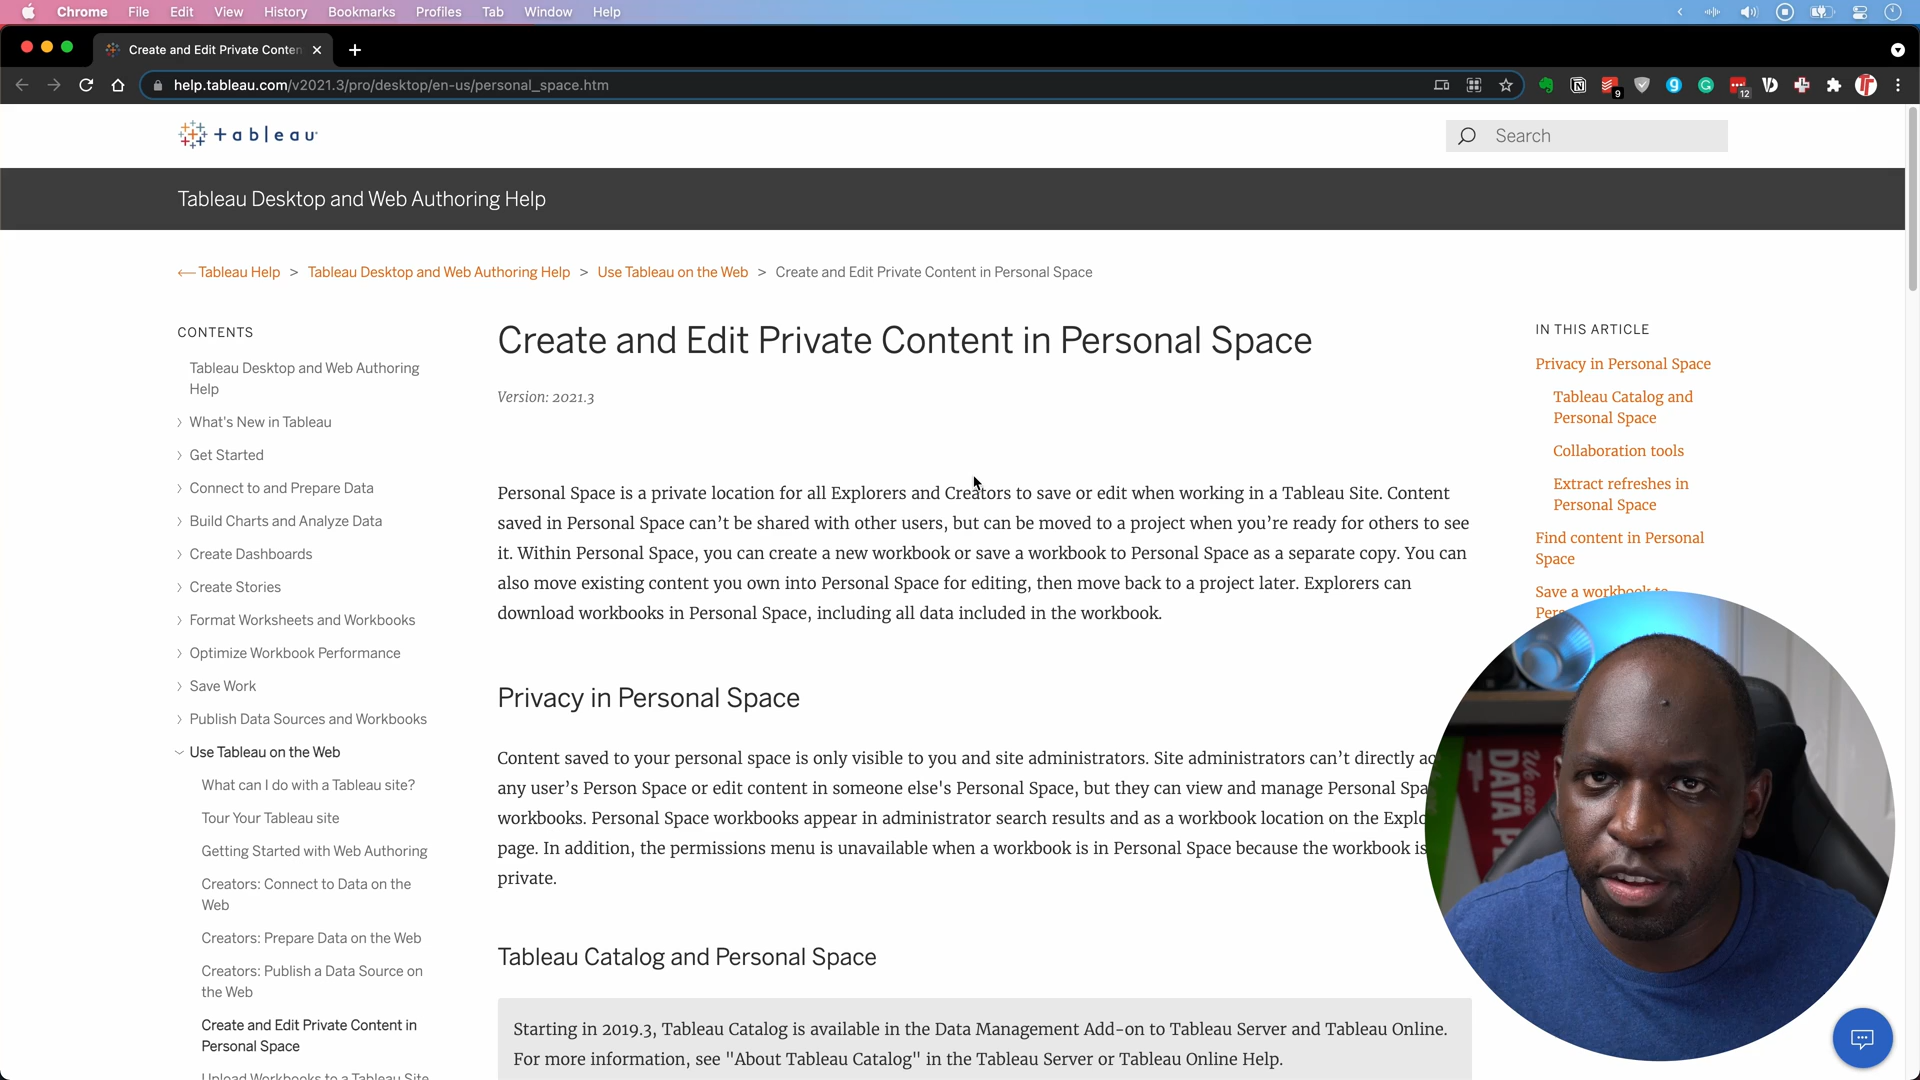 Chrome File Edit View History Bookmarks Profiles Tab Window Help
Create and Edit Private Conten
help.tableau.com/v2021.3/pro/desktop/en-us/personal_space.htm
9
12
+ a b | e a u
Search
Tableau Desktop and Web Authoring Help
Tableau Help > Tableau Desktop and Web Authoring Help > Use Tableau on the Web > Create and Edit Private Content in Personal Space
CONTENTS
Tableau Desktop and Web Authoring
Help
What's New in Tableau
Get Started
Connect to and Prepare Data
Build Charts and Analyze Data
Create Dashboards
Create Stories
Format Worksheets and Workbooks
Optimize Workbook Performance
Save Work
Publish Data Sources and Workbooks
Use Tableau on the Web
What can I do with a Tableau site?
Tour Your Tableau site
Getting Started with Web Authoring
Creators: Connect to Data on the
Web
Creators: Prepare Data on the Web
Creators: Publish a Data Source on
the Web
Create and Edit Private Content in
Personal Space
Upload Workbooks to a Tableau Site
Create and Edit Private Content in Personal Space
Version: 2021.3
Personal Space is a private location for all Explorers and Creators to save or edit when working in a Tableau Site. Content
saved in Personal Space can’t be shared with other users, but can be moved to a project when you’re ready for others to see
it. Within Personal Space, you can create a new workbook or save a workbook to Personal Space as a separate copy. You can
also move existing content you own into Personal Space for editing, then move back to a project later. Explorers can
download workbooks in Personal Space, including all data included in the workbook.
Privacy in Personal Space
Content saved to your personal space is only visible to you and site administrators. Site administrators can’t directly
any user’s Person Space or edit content in someone else's Personal Space, but they can view and manage Personal
workbooks. Personal Space workbooks appear in administrator search results and as a workbook location on the
page. In addition, the permissions menu is unavailable when a workbook is in Personal Space because the workbook is
private.
Tableau Catalog and Personal Space
Starting in 2019.3, Tableau Catalog is available in the Data Management Add-on to Tableau Server and Tableau Online.
For more information, see "About Tableau Catalog" in the Tableau Server or Tableau Online Help.
IN THIS ARTICLE
Privacy in Personal Space
Tableau Catalog and
Personal Space
Collaboration tools
Extract refreshes in
Personal Space
Find content in Personal
Space
Save a workbook to
We are
DATA